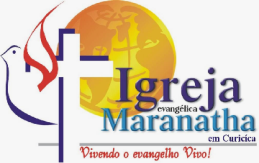 Igreja
evangélica
Maranatha
em Curicica
Vivendo o evangelho Vivo!